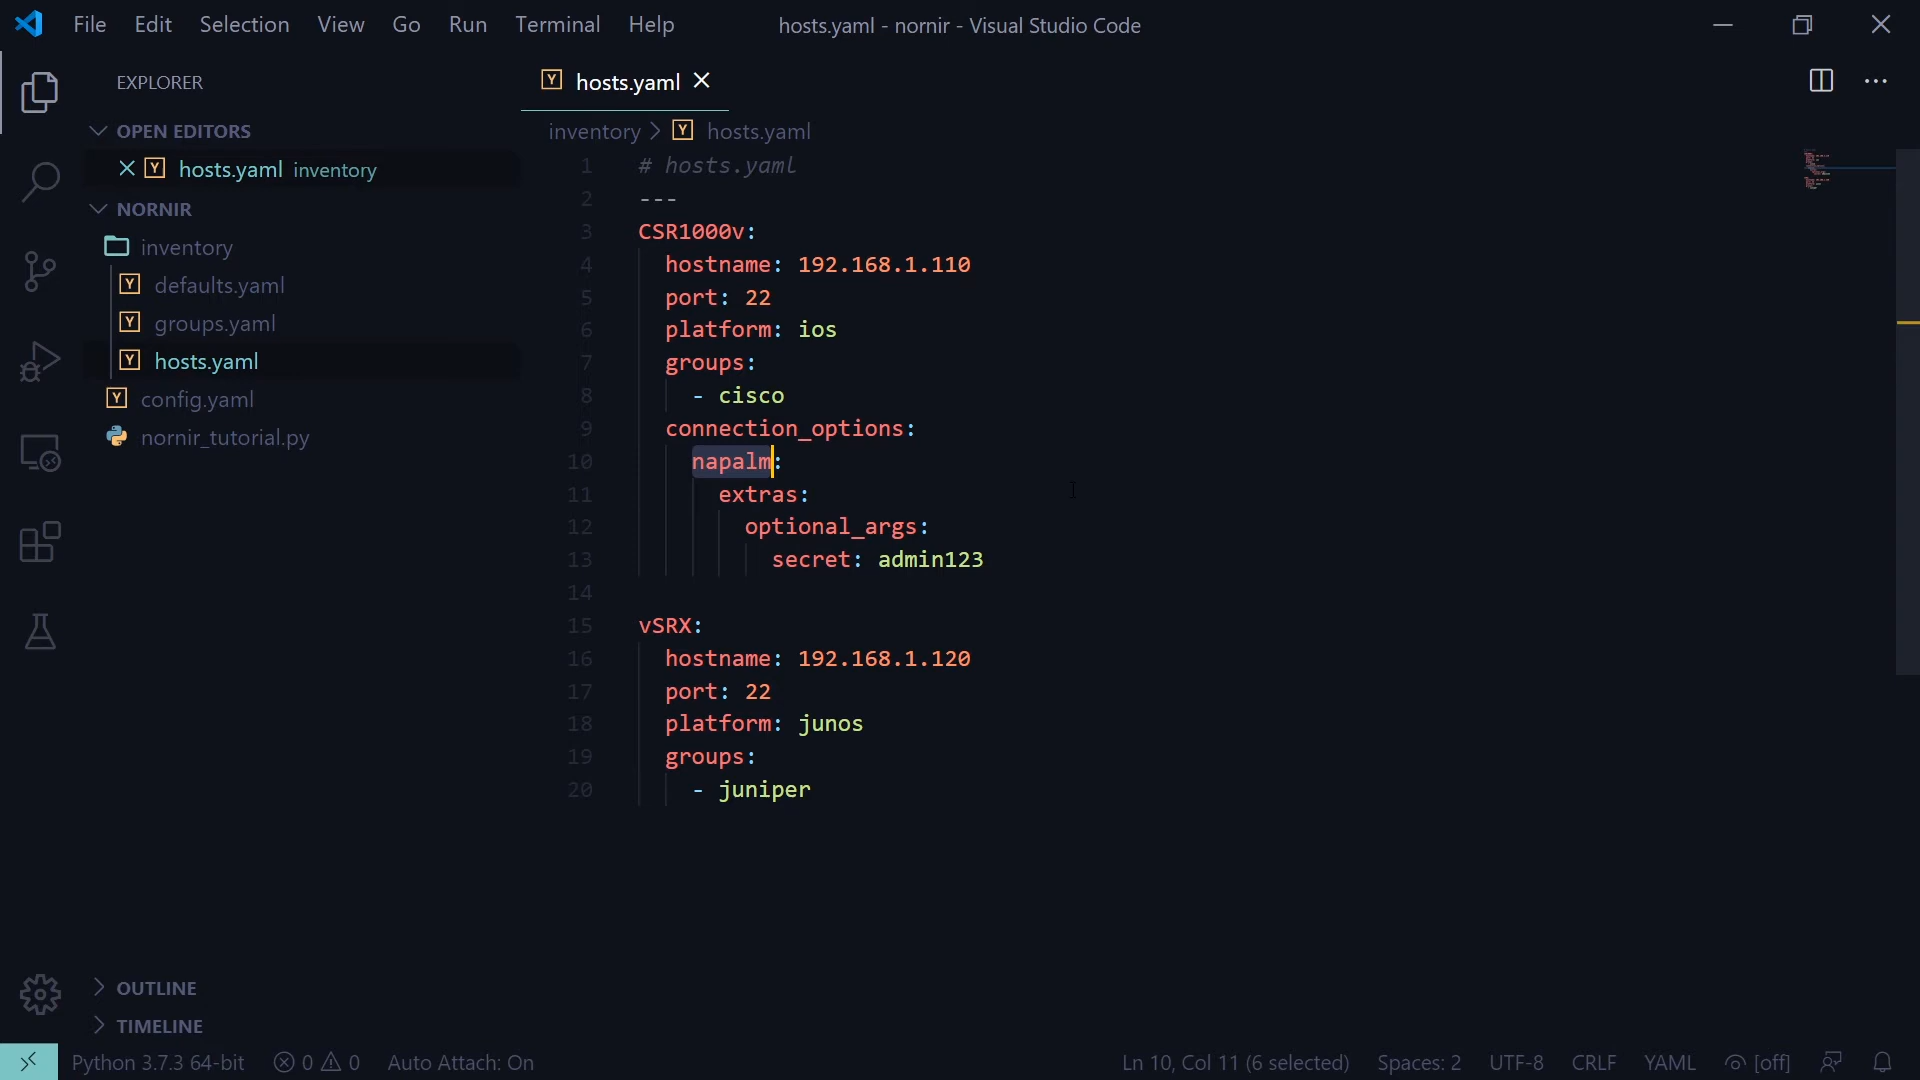 File Edit Selection View Go Run Terminal Help hosts.yaml - nornir - Visual Studio Code
EXPLORER
OPEN EDITORS
hosts.yaml inventory
NORNIR
inventory
defaults.yaml
groups.yaml
hosts.yaml
config.yaml
nornir_tutorial.py
OUTLINE
TIMELINE
hosts.yaml
inventory > hosts.yaml
1 # hosts.yaml
2 ---
3 CSR1000v:
4 hostname: 192.168.1.110
5 port: 22
6 platform: ios
7 groups:
8 - cisco
9 connection_options:
10 napalm:
11 extras:
12 optional_args:
13 secret: admin123
14
15 vSRX:
16 hostname: 192.168.1.120
17 port: 22
18 platform: junos
19 groups:
20 - juniper
Python 3.7.3 64-bit 0 0 Auto Attach: On Ln 10, Col 11 (6 selected) Spaces: 2 UTF-8 CRLF YAML [off]